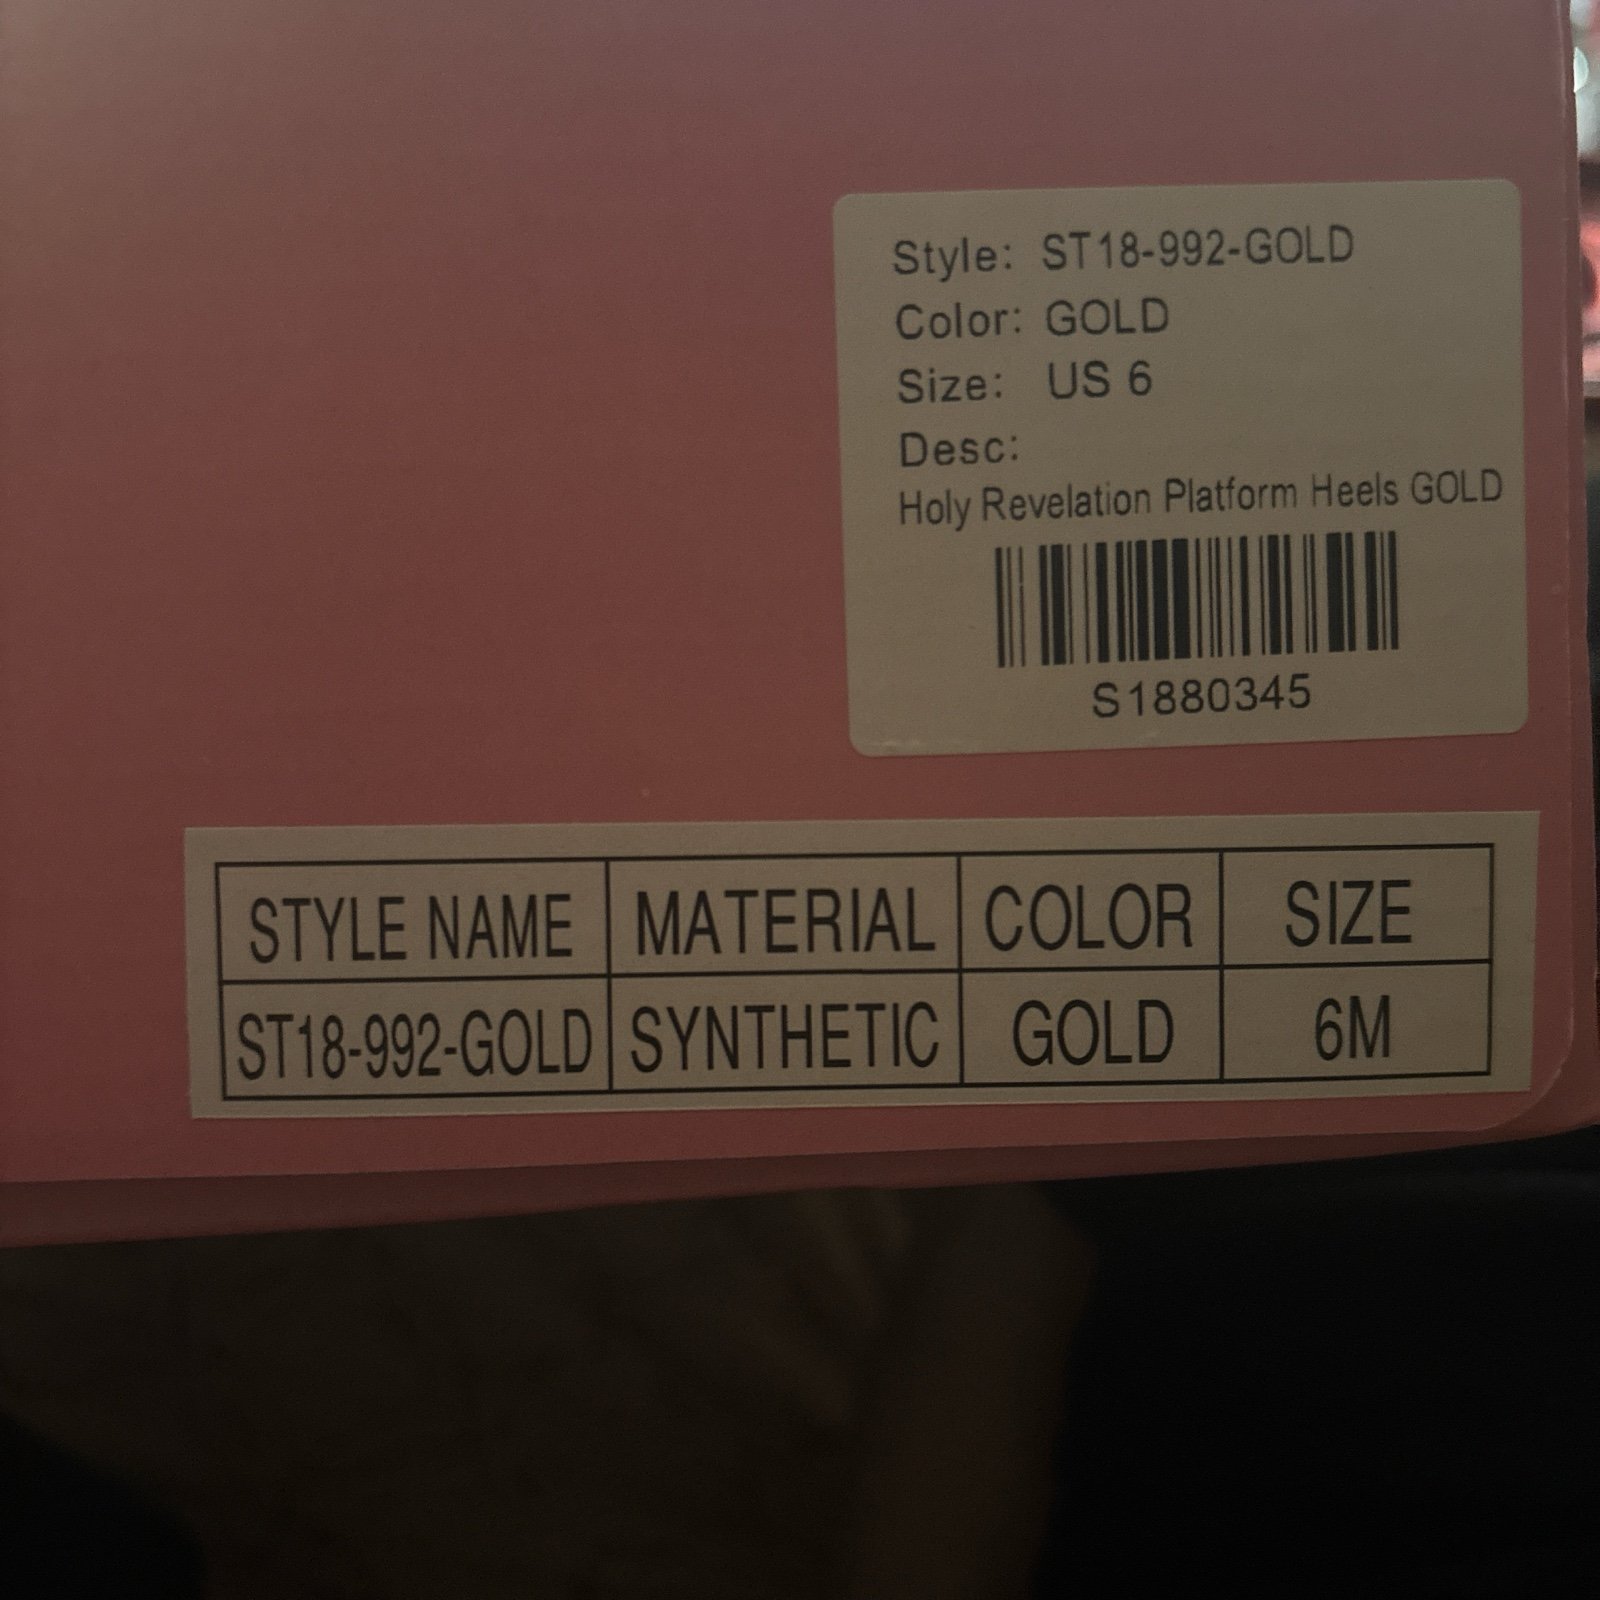 Style: ST18-992-GOLD
Color: GOLD
Size: US 6
Desc:
Holy Revelation Platform Heels GOLD
S1880345
STYLE NAME MATERIAL COLOR SIZE
ST18-992-GOLD SYNTHETIC GOLD 6M